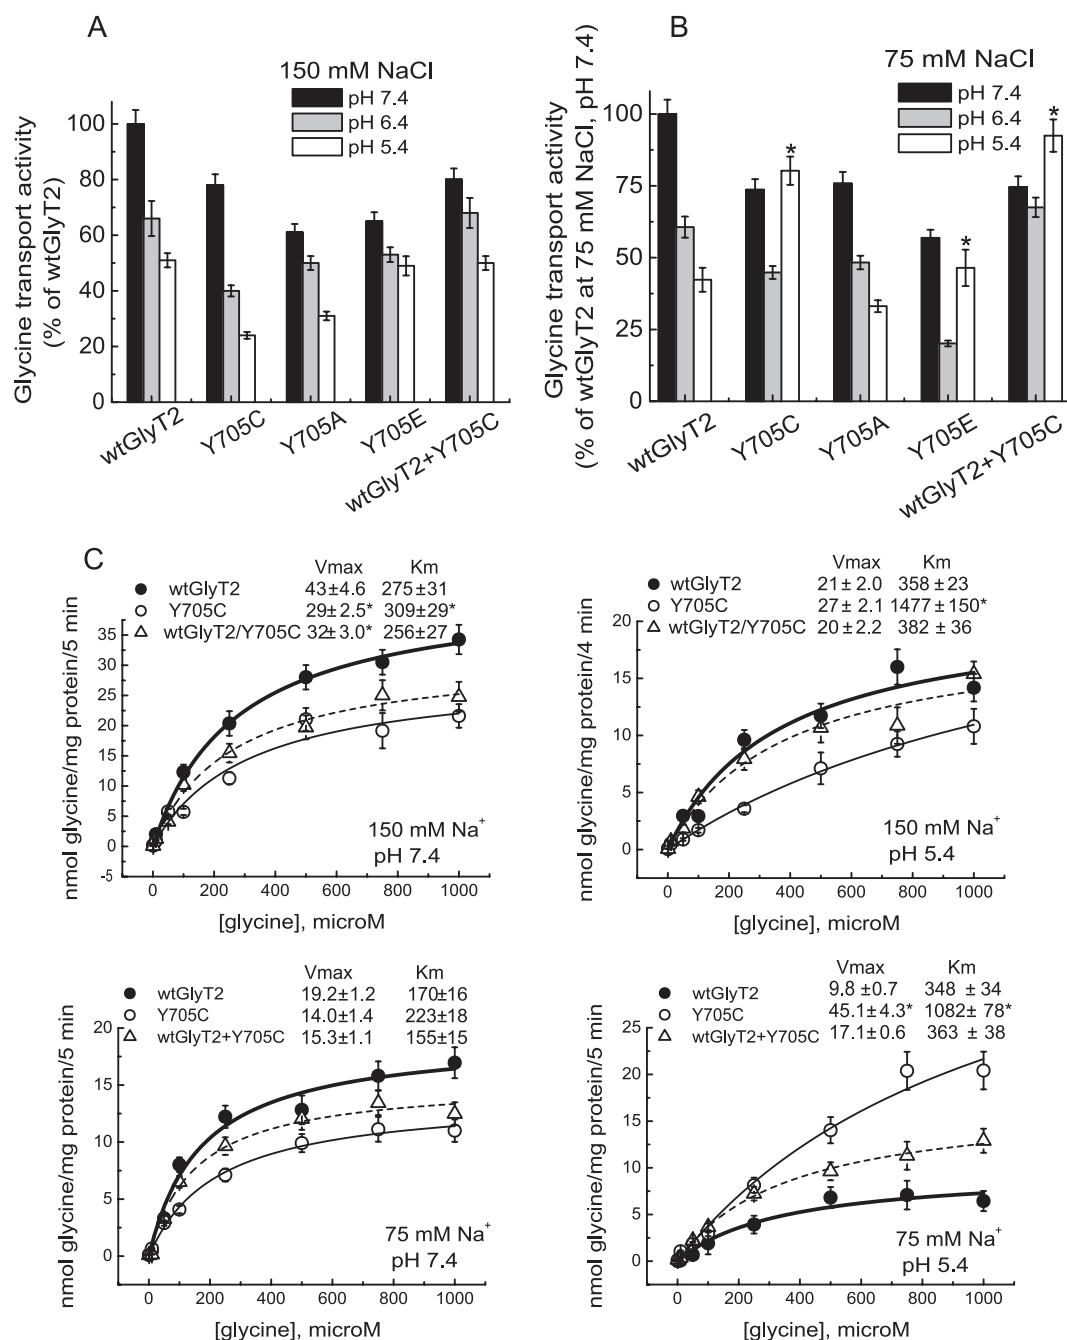 A
150 mM NaCl
pH 7.4
pH 6.4
pH 5.4
Glycine transport activity
(% of wtGlyT2)
100
80
60
40
20
0
wtGlyT2
Y705C
Y705A
Y705E
wtGlyT2+Y705C
B
75 mM NaCl
pH 7.4
pH 6.4
pH 5.4
Glycine transport activity
(% of wtGlyT2 at 75 mM NaCl, pH 7.4)
100
75
50
25
0
* * *
wtGlyT2
Y705C
Y705A
Y705E
wtGlyT2+Y705C
C
Vmax Km
wtGlyT2 43±4.6 275±31
Y705C 29±2.5* 309±29*
wtGlyT2/Y705C 32±3.0* 256±27
nmol glycine/mg protein/5 min
35
30
25
20
15
10
5
0
-5
150 mM Na+
pH 7.4
0 200 400 600 800 1000
[glycine], microM
Vmax Km
wtGlyT2 21±2.0 358±23
Y705C 27±2.1 1477±150*
wtGlyT2/Y705C 20±2.2 382±36
nmol glycine/mg protein/4 min
20
15
10
5
0
150 mM Na+
pH 5.4
0 200 400 600 800 1000
[glycine], microM
Vmax Km
wtGlyT2 19.2±1.2 170±16
Y705C 14.0±1.4 223±18
wtGlyT2+Y705C 15.3±1.1 155±15
nmol glycine/mg protein/5 min
20
15
10
5
0
75 mM Na+
pH 7.4
0 200 400 600 800 1000
[glycine], microM
Vmax Km
wtGlyT2 9.8±0.7 348±34
Y705C 45.1±4.3* 1082±78*
wtGlyT2+Y705C 17.1±0.6 363±38
nmol glycine/mg protein/5 min
25
20
15
10
5
0
75 mM Na+
pH 5.4
0 200 400 600 800 1000
[glycine], microM